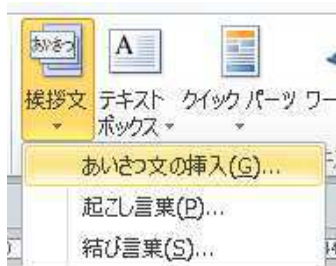 あいさつ
A
挨拶文 テキスト クイック パーツ ワー
ボックス
あいさつ文の挿入(G)...
起こし言葉(P)...
結び言葉(S)...